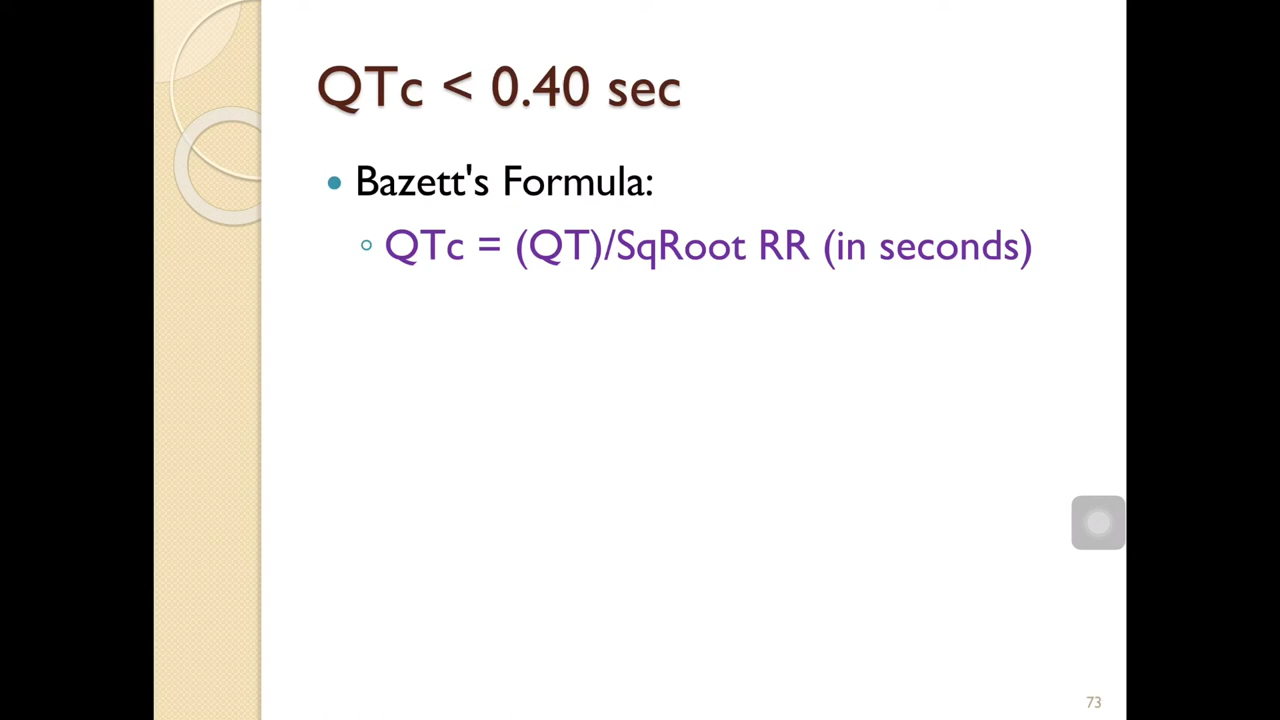 QTc < 0.40 sec
• Bazett's Formula:
◦ QTc = (QT)/SqRoot RR (in seconds)
73